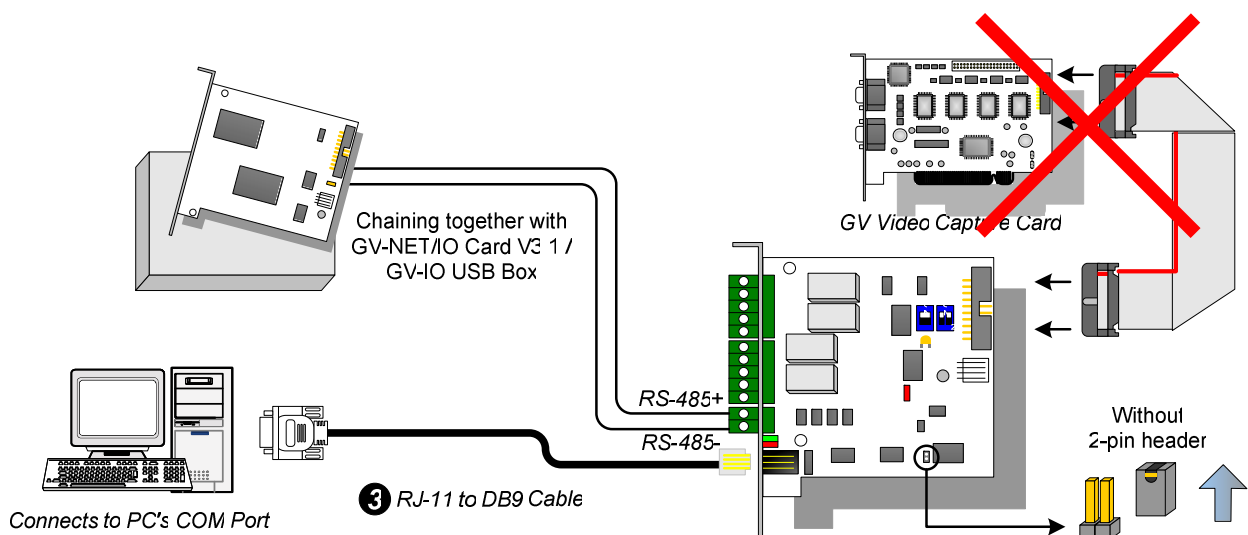 GV Video Capture Card
Chaining together with
GV-NET/IO Card V3.1 /
GV-IO USB Box
RS-485+
RS-485-
Without
2-pin header
3 RJ-11 to DB9 Cable
Connects to PC's COM Port